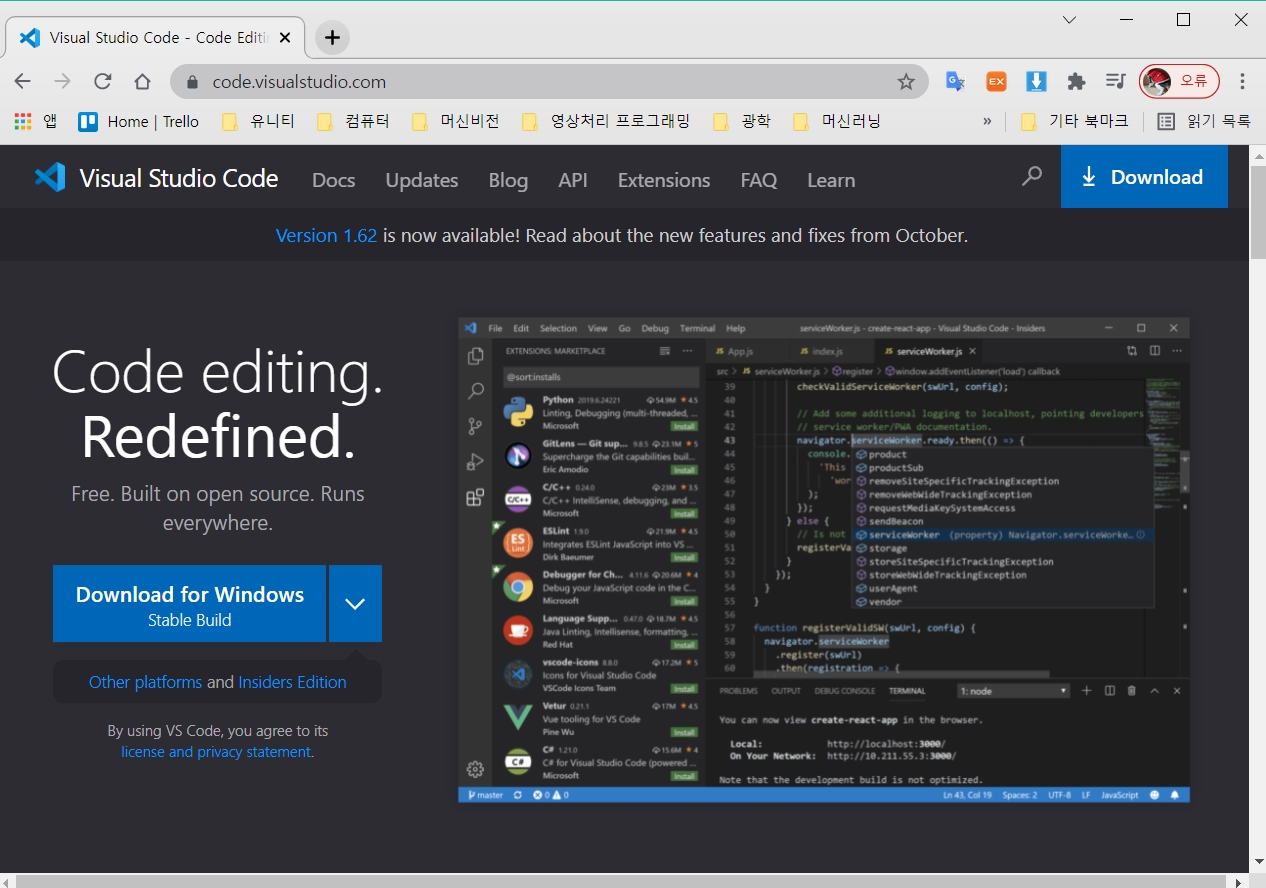 Visual Studio Code - Code Editi
code.visualstudio.com
EX
오류
앱 Home | Trello 유니티 컴퓨터 머신비전 영상처리 프로그래밍 광학 머신러닝 » 기타 북마크 읽기 목록
Visual Studio Code Docs Updates Blog API Extensions FAQ Learn Download
Version 1.62 is now available! Read about the new features and fixes from October.
Code editing.
Redefined.
Free. Built on open source. Runs
everywhere.
Download for Windows
Stable Build
Other platforms and Insiders Edition
By using VS Code, you agree to its
license and privacy statement.
File Edit Selection View Go Debug Terminal Help serviceWorker.js - create-react-app - Visual Studio Code - Insiders
EXTENSIONS: MARKETPLACE
@sort:installs
Python 2019.6.24221 54.9M 4.5
Linting, Debugging (multi-threaded, ...
Microsoft Install
GitLens — Git sup... 9.8.5 23.1M 5
Supercharge the Git capabilities buil...
Eric Amodio Install
C/C++ 0.24.0 23M 3.5
C/C++ IntelliSense, debugging, and ...
Microsoft Install
ESLint 1.9.0 21.9M 4.5
Integrates ESLint JavaScript into VS ...
Dirk Baeumer Install
Debugger for Ch... 4.11.6 20.6M 4
Debug your JavaScript code in the C...
Microsoft Install
Language Supp... 0.47.0 18.7M 4.5
Java Linting, Intellisense, formatting, ...
Red Hat Install
vscode-icons 8.8.0 17.2M 5
Icons for Visual Studio Code
VSCode Icons Team Install
Vetur 0.21.1 17M 4.5
Vue tooling for VS Code
Pine Wu Install
C# 1.21.0 15.6M 4
C# for Visual Studio Code (powered ...
Microsoft Install
JS App.js JS index.js JS serviceWorker.js
src > JS serviceWorker.js > register > window.addEventListener('load') callback
39 checkValidServiceWorker(swUrl, config);
40
41 // Add some additional logging to localhost, pointing developers
42 // service worker/PWA documentation.
43 navigator.serviceWorker.ready.then(() => {
44 console.
45 'This
46 'wor
47 );
48 });
49 } else {
50 // Is not
51 registerVa
52 }
53 });
54 }
55 }
56
57 function registerValidSW(swUrl, config) {
58 navigator.serviceWorker
59 .register(swUrl)
60 .then(registration => {
product
productSub
removeSiteSpecificTrackingException
removeWebWideTrackingException
requestMediaKeySystemAccess
sendBeacon
serviceWorker (property) Navigator.serviceWorke...
storage
storeSiteSpecificTrackingException
storeWebWideTrackingException
userAgent
vendor
PROBLEMS OUTPUT DEBUG CONSOLE TERMINAL 1: node
You can now view create-react-app in the browser.
Local: http://localhost:3000/
On Your Network: http://10.211.55.3:3000/
Note that the development build is not optimized.
master 0 0 Ln 43, Col 19 Spaces: 2 UTF-8 LF JavaScript